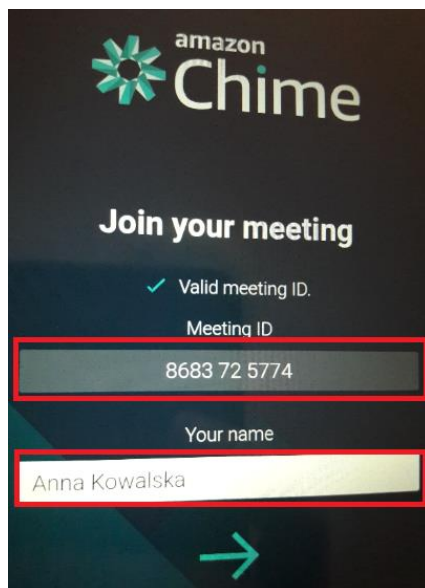 amazon
Chime
Join your meeting
Valid meeting ID.
Meeting ID
8683 72 5774
Your name
Anna Kowalska